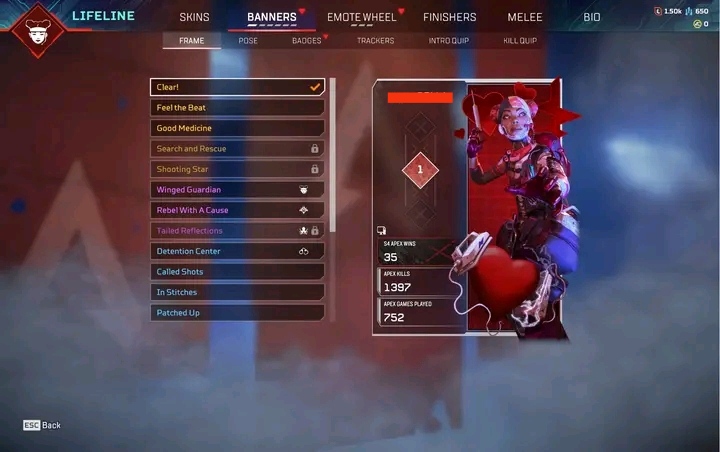 LIFELINE
SKINS
BANNERS
EMOTE WHEEL
FINISHERS
MELEE
BIO
1.50k
650
0
FRAME
POSE
BADGES
TRACKERS
INTRO QUIP
KILL QUIP
Clear!
Feel the Beat
Good Medicine
Search and Rescue
Shooting Star
Winged Guardian
Rebel With A Cause
Tailed Reflections
Detention Center
Called Shots
In Stitches
Patched Up
1
S4 APEX WINS
35
APEX KILLS
1397
APEX GAMES PLAYED
752
ESC Back